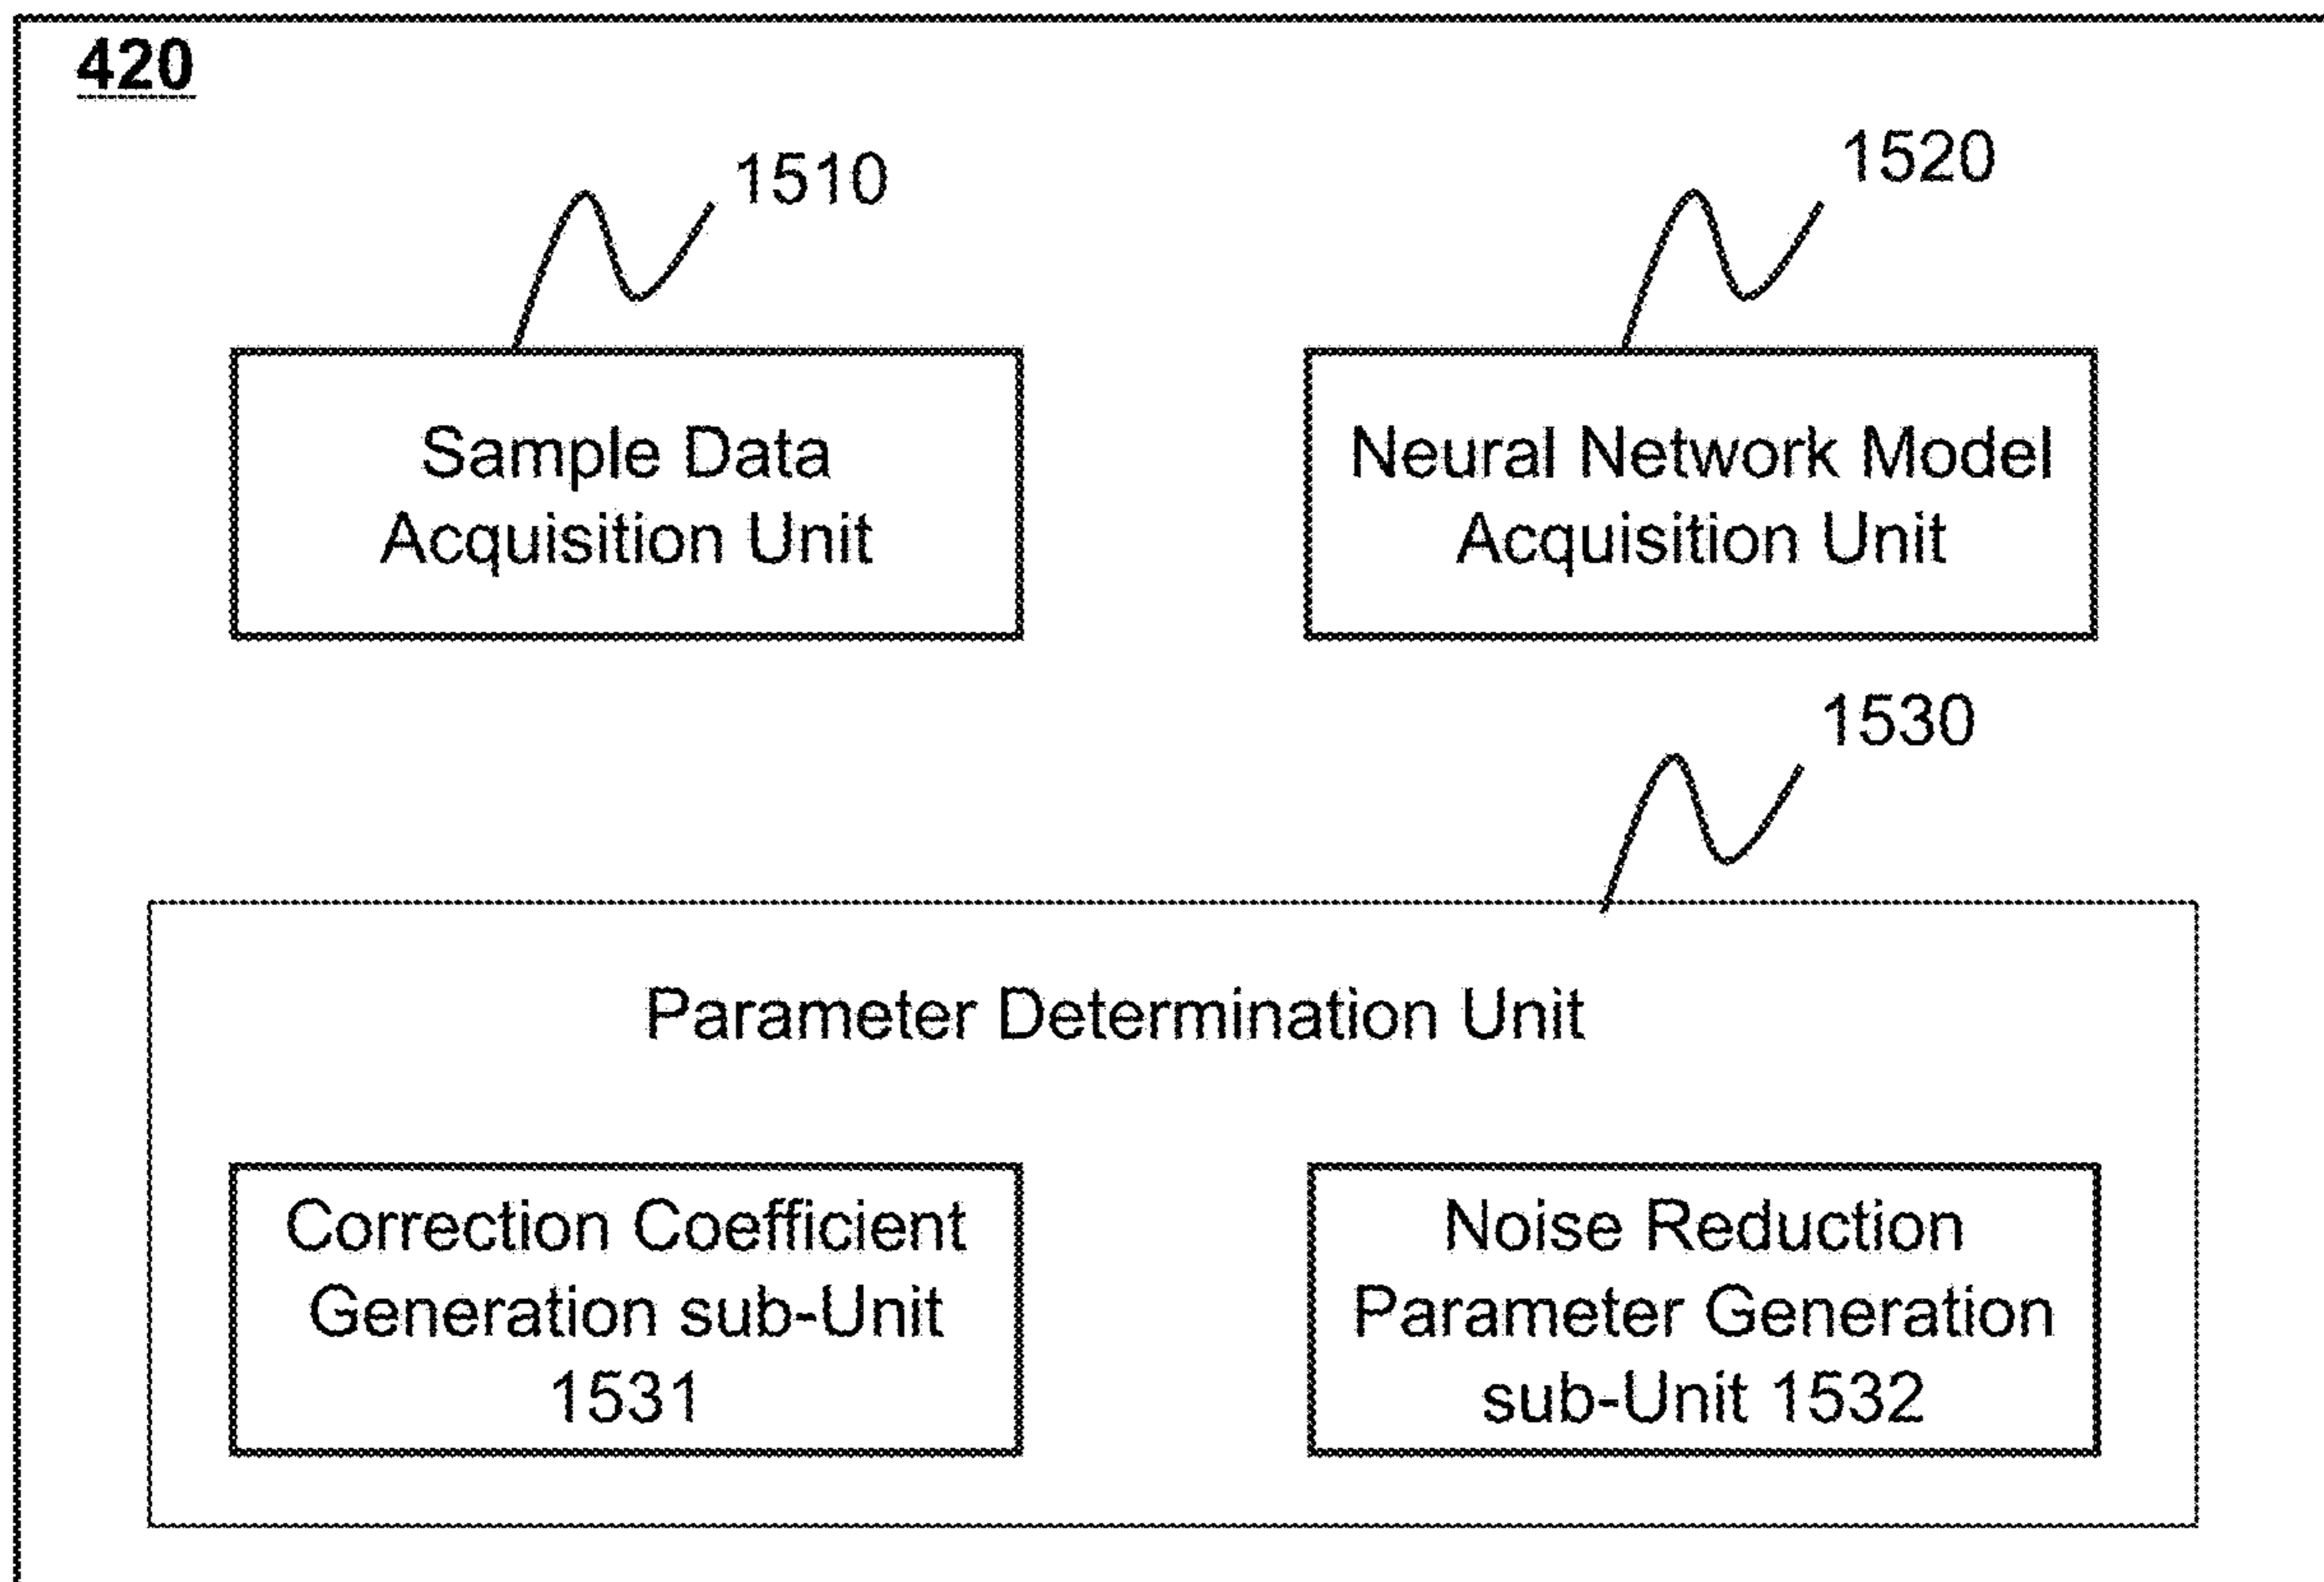 420
1510
1520
Sample Data
Acquisition Unit
Neural Network Model
Acquisition Unit
1530
Parameter Determination Unit
Correction Coefficient
Generation sub-Unit
1531
Noise Reduction
Parameter Generation
sub-Unit 1532